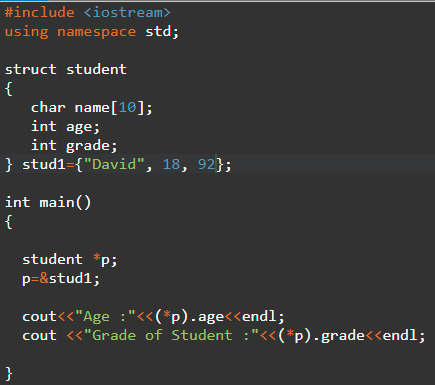 #include <iostream>
using namespace std;
struct student
{
char name[10];
int age;
int grade;
} stud1={"David", 18, 92};
int main()
{
student *p;
p=&stud1;
cout<<"Age :"<<(*p).age<<endl;
cout <<"Grade of Student :"<<(*p).grade<<endl;
}